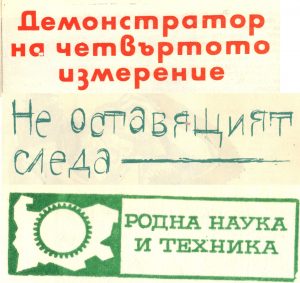 Демонстратор
на четвъртото
измерение
Не оставящият
следа
РОДНА НАУКА
И ТЕХНИКА